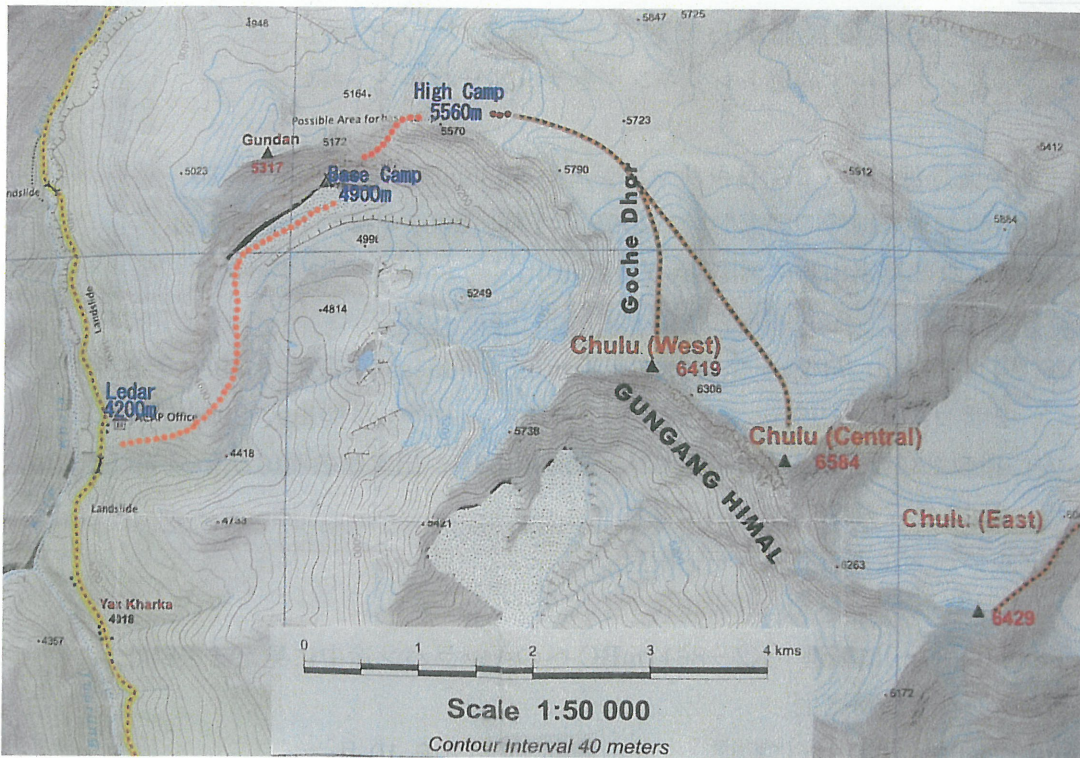 4946
5847
5725
5164
High Camp
5560m
Possible Area for
5570
5723
5412
Gundan
5317
5172
5023
5790
5912
Base Camp
4900m
Landslide
5884
Goche Dhar
5249
4814
Landslide
Chulu (West)
6419
6306
Ledar
4200m
ACAP Office
GUNGANG HIMAL
5738
Chulu (Central)
6584
4418
Landslide
4733
5421
Chulu (East)
6263
Yax Kharka
4018
4357
6429
6172
0 1 2 3 4 kms
Scale 1:50 000
Contour Interval 40 meters